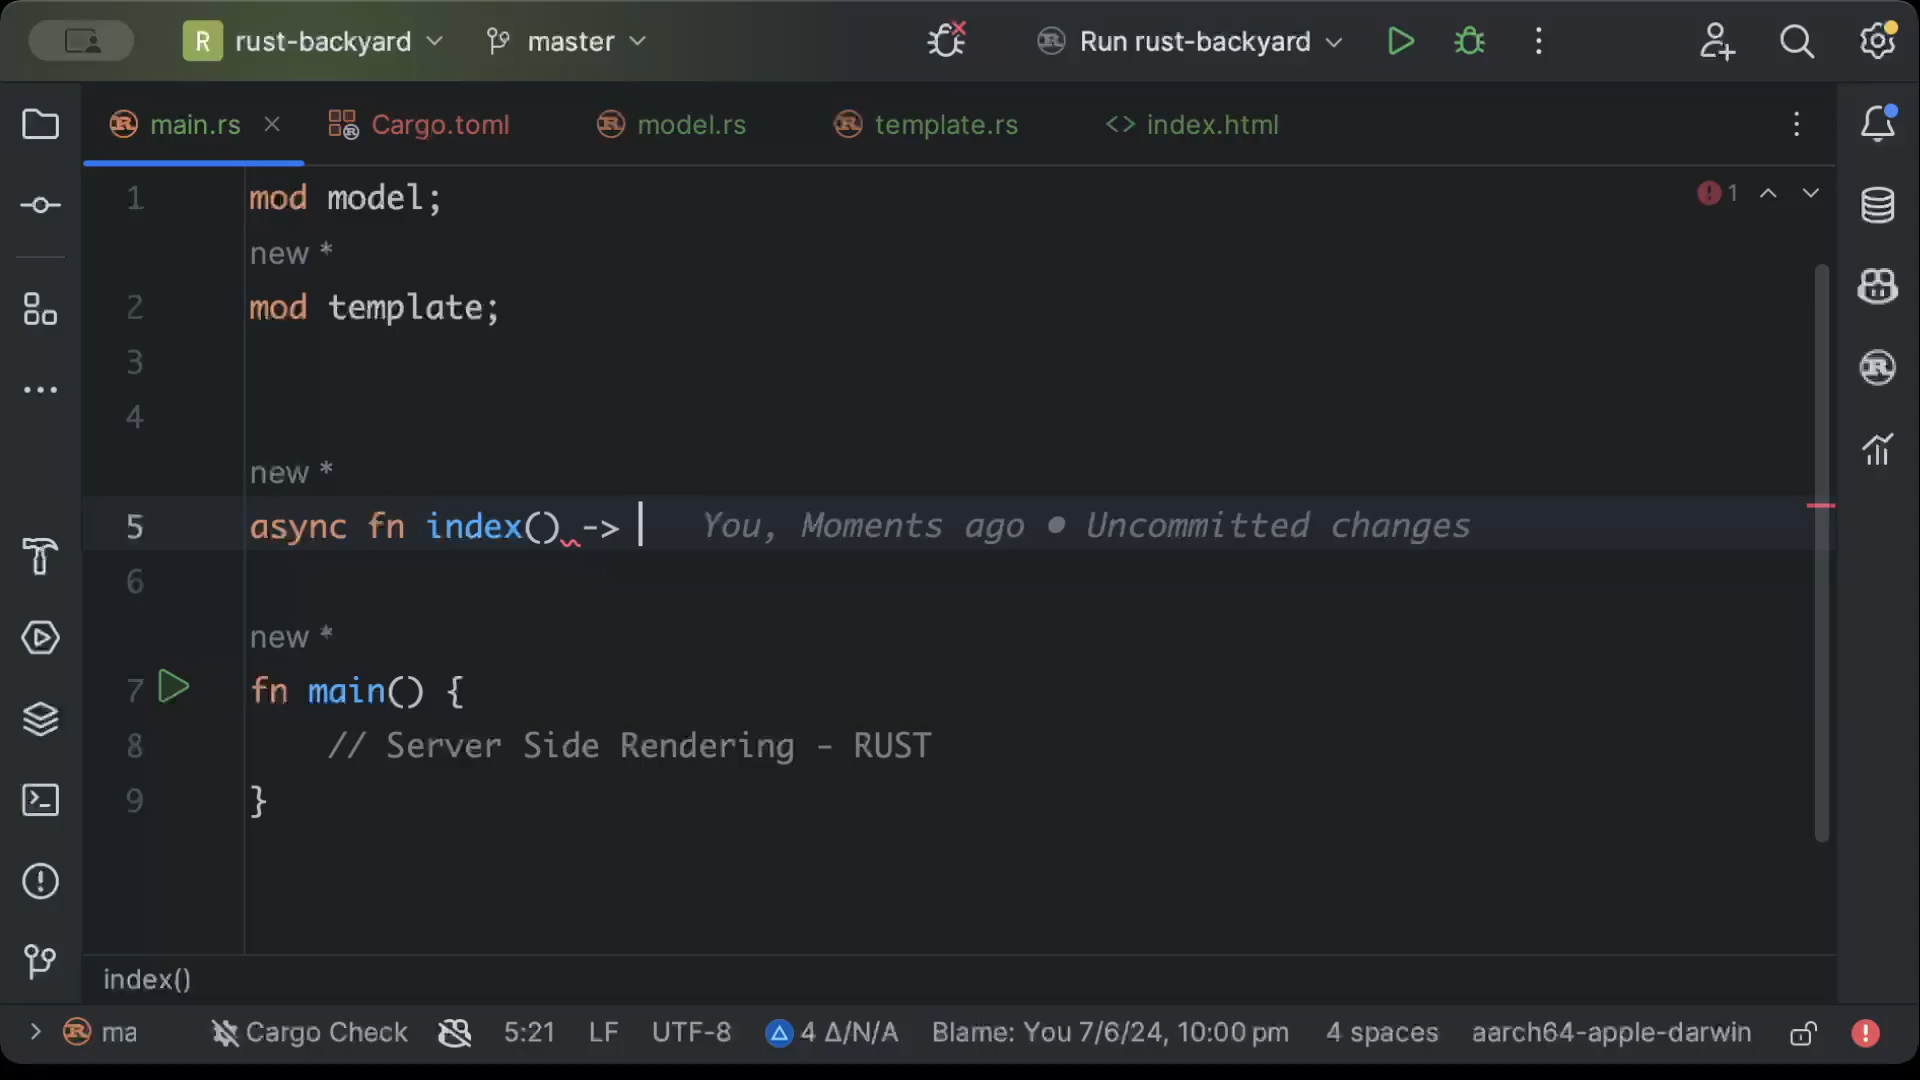 R rust-backyard master Run rust-backyard
main.rs Cargo.toml model.rs template.rs index.html
1 mod model; 1
new *
2 mod template;
3
4
new *
5 async fn index() -> You, Moments ago • Uncommitted changes
6
new *
7 fn main() {
8 // Server Side Rendering - RUST
9 }
index()
ma Cargo Check 5:21 LF UTF-8 4 Δ/N/A Blame: You 7/6/24, 10:00 pm 4 spaces aarch64-apple-darwin